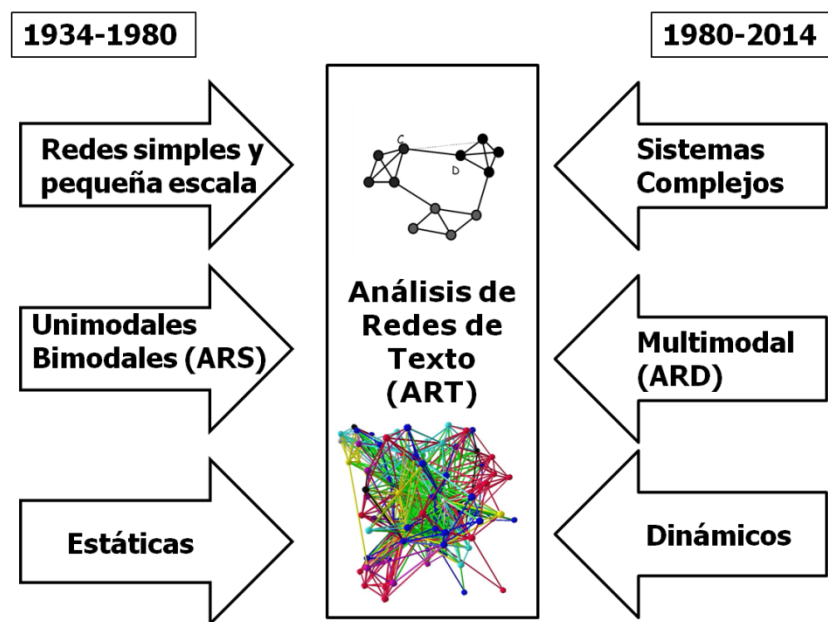 1934-1980
1980-2014
Redes simples y
pequeña escala
Unimodales
Bimodales (ARS)
Estáticas
C
D
Análisis de
Redes de
Texto
(ART)
Sistemas
Complejos
Multimodal
(ARD)
Dinámicos